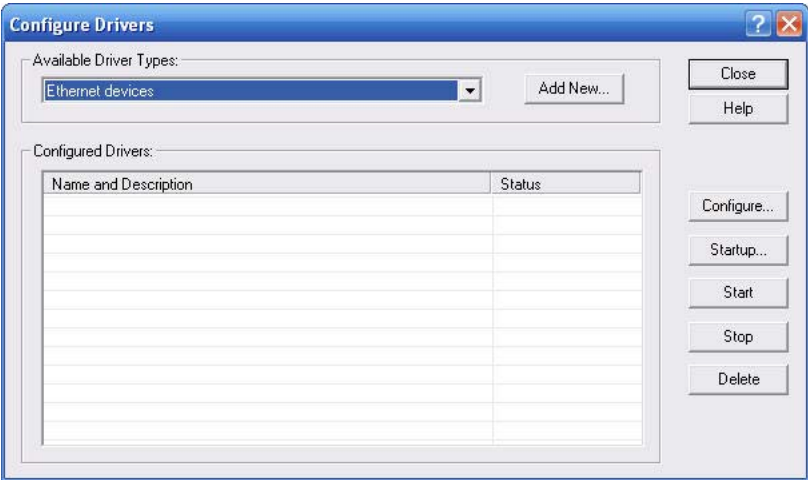 Configure Drivers
Available Driver Types:
Ethernet devices
Add New...
Close
Help
Configured Drivers:
Name and Description Status
Configure...
Startup...
Start
Stop
Delete